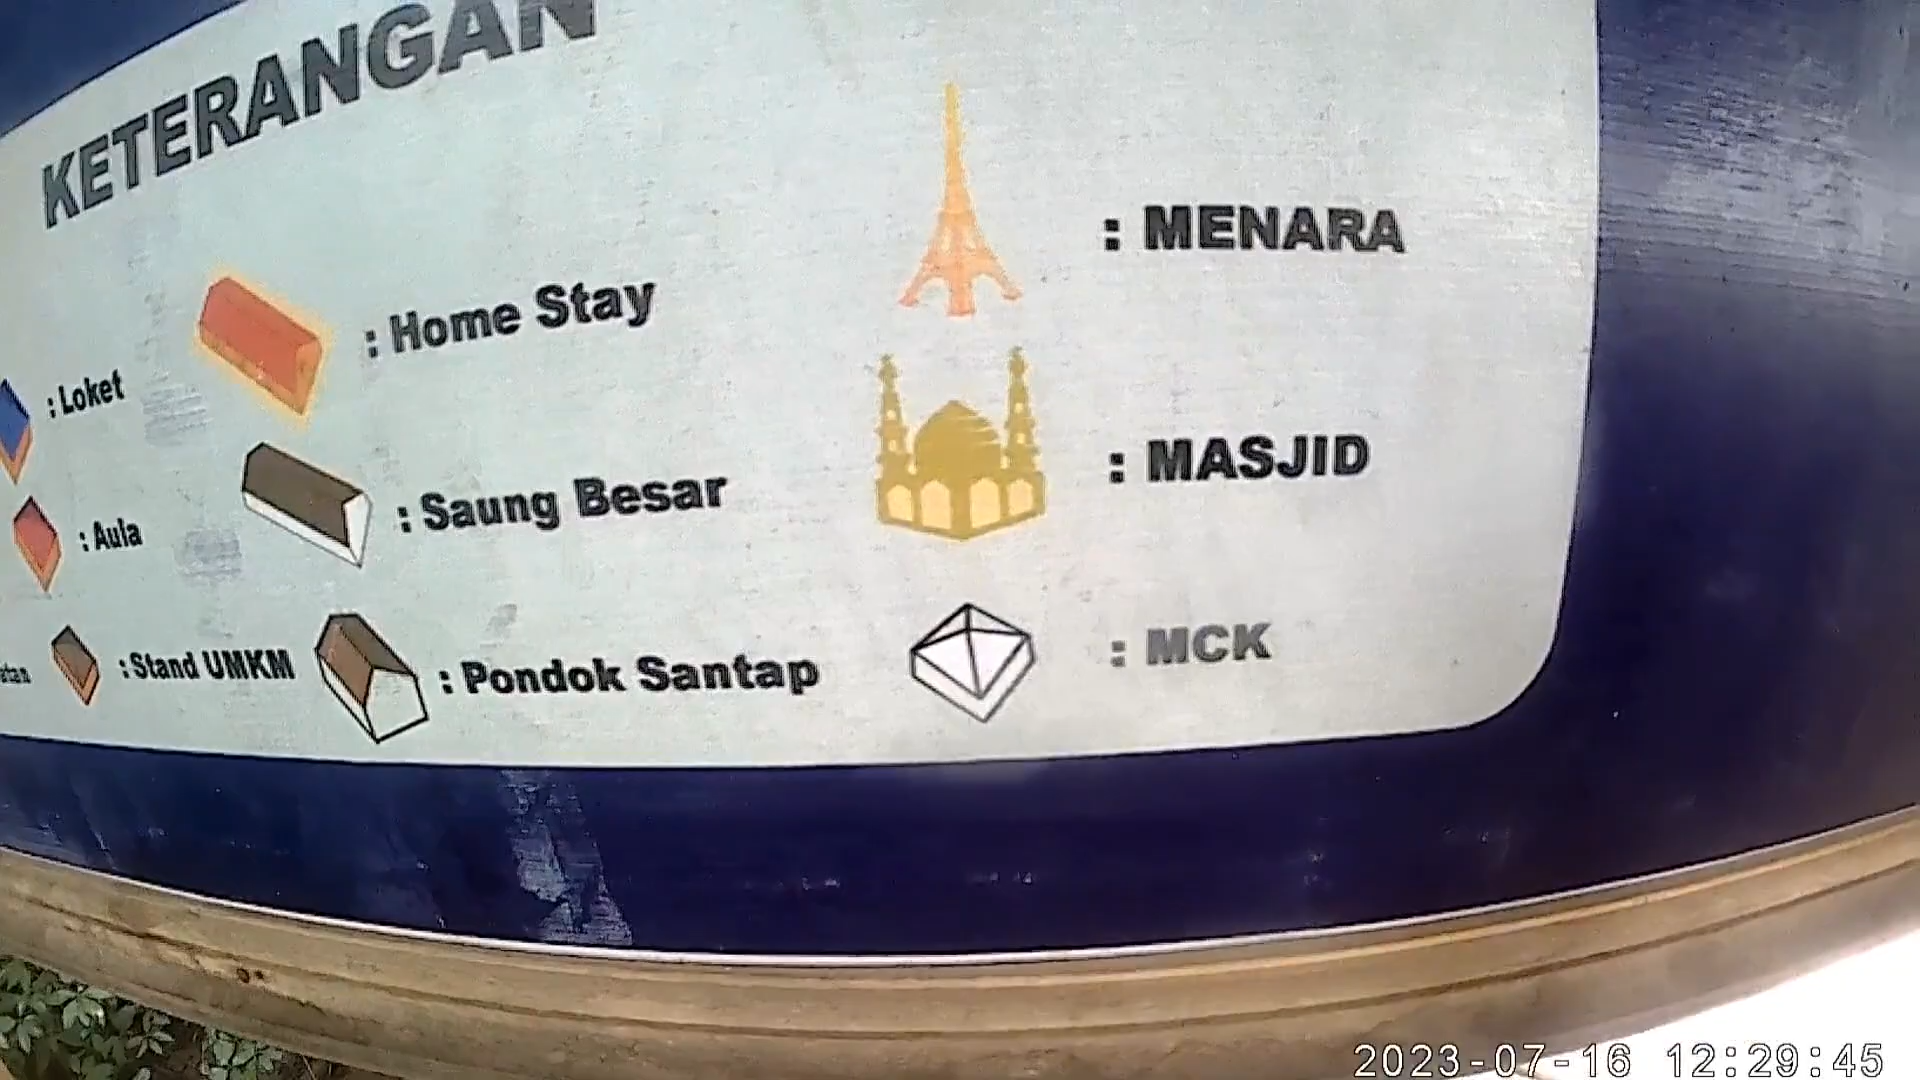 KETERANGAN
: Loket
: Aula
: Stand UMKM
: Home Stay
: Saung Besar
: Pondok Santap
: MENARA
: MASJID
: MCK
2023-07-16 12:29:45